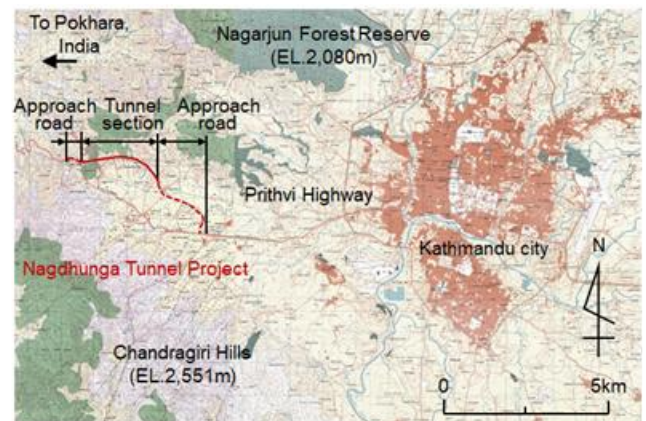 To Pokhara,
India
Nagarjun Forest Reserve
(EL.2,080m)
Approach
road
Tunnel
section
Approach
road
Prithvi Highway
Kathmandu city
N
Nagdhunga Tunnel Project
Chandragiri Hills
(EL.2,551m)
0
5km